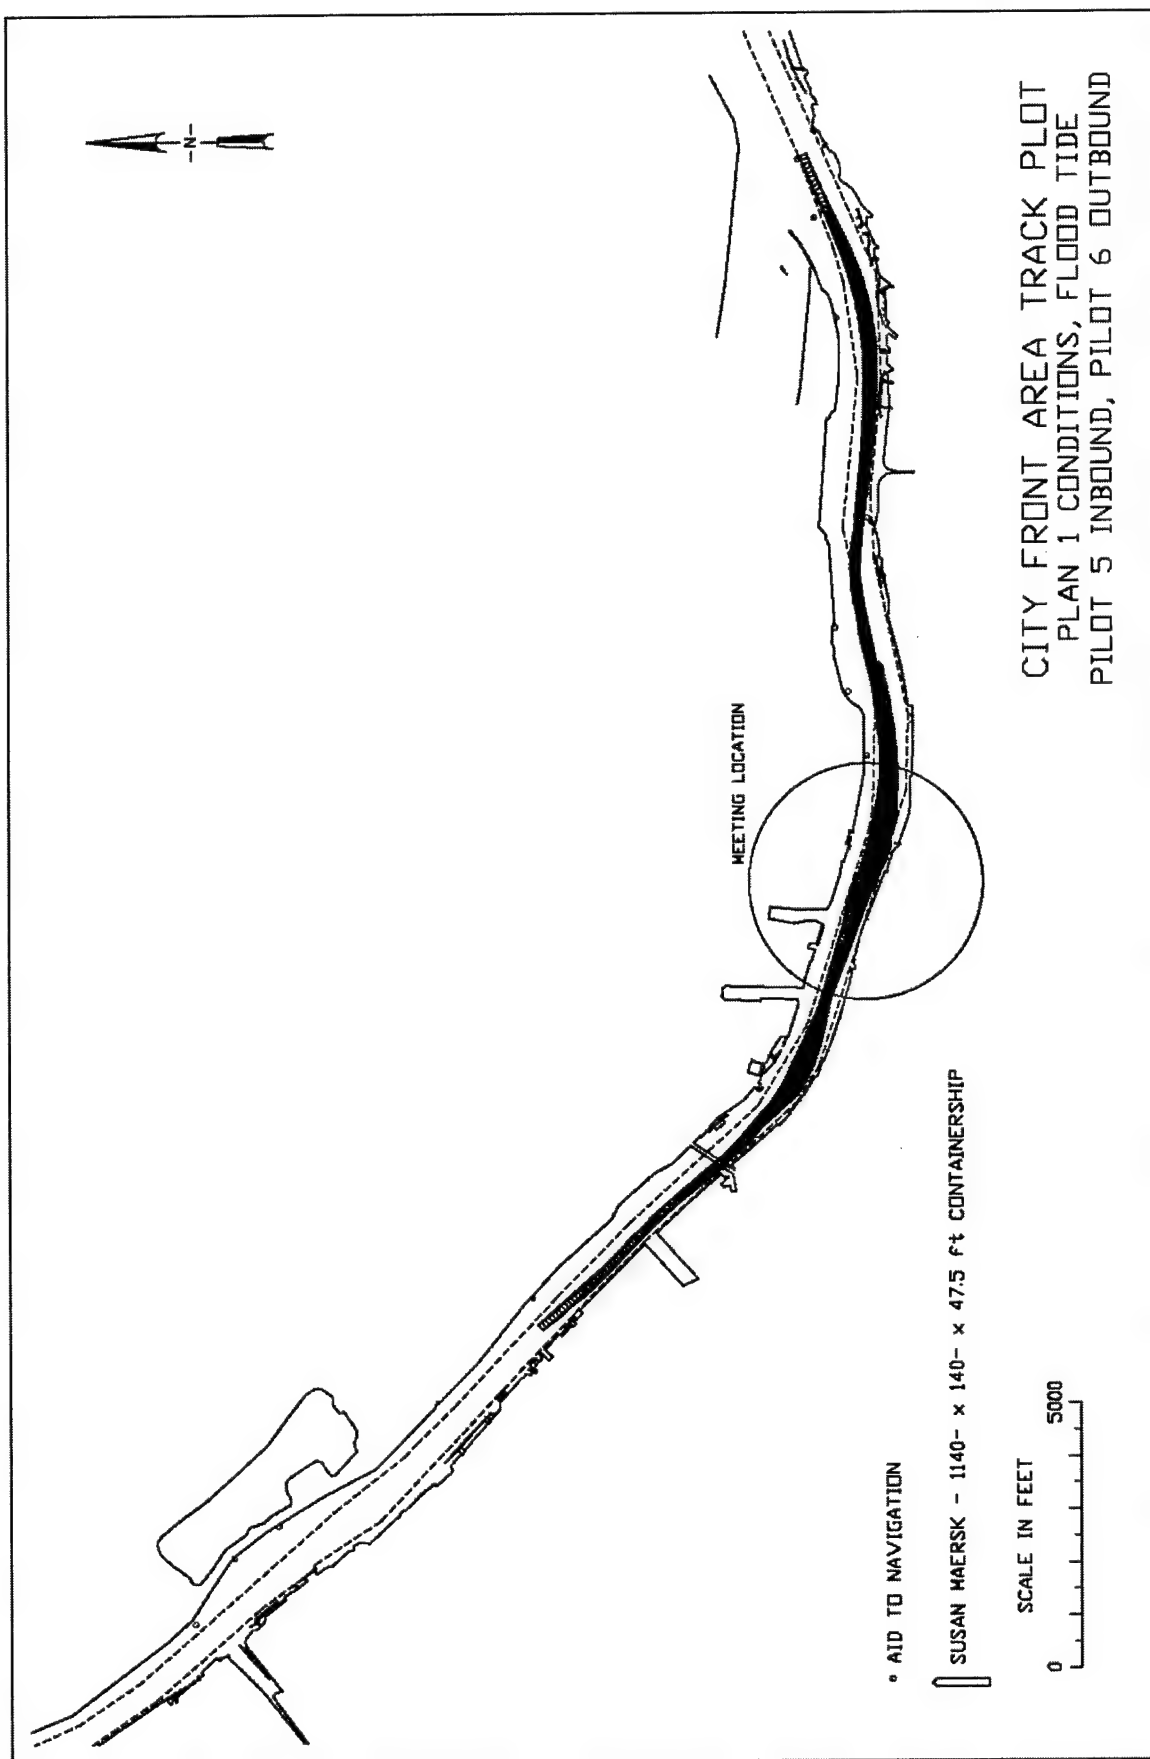 -N-
MEETING LOCATION
CITY FRONT AREA TRACK PLOT
PLAN 1 CONDITIONS, FLOOD TIDE
PILOT 5 INBOUND, PILOT 6 OUTBOUND
AID TO NAVIGATION
SUSAN MAERSK - 1140- x 140- x 47.5 ft CONTAINERSHIP
SCALE IN FEET
0 5000